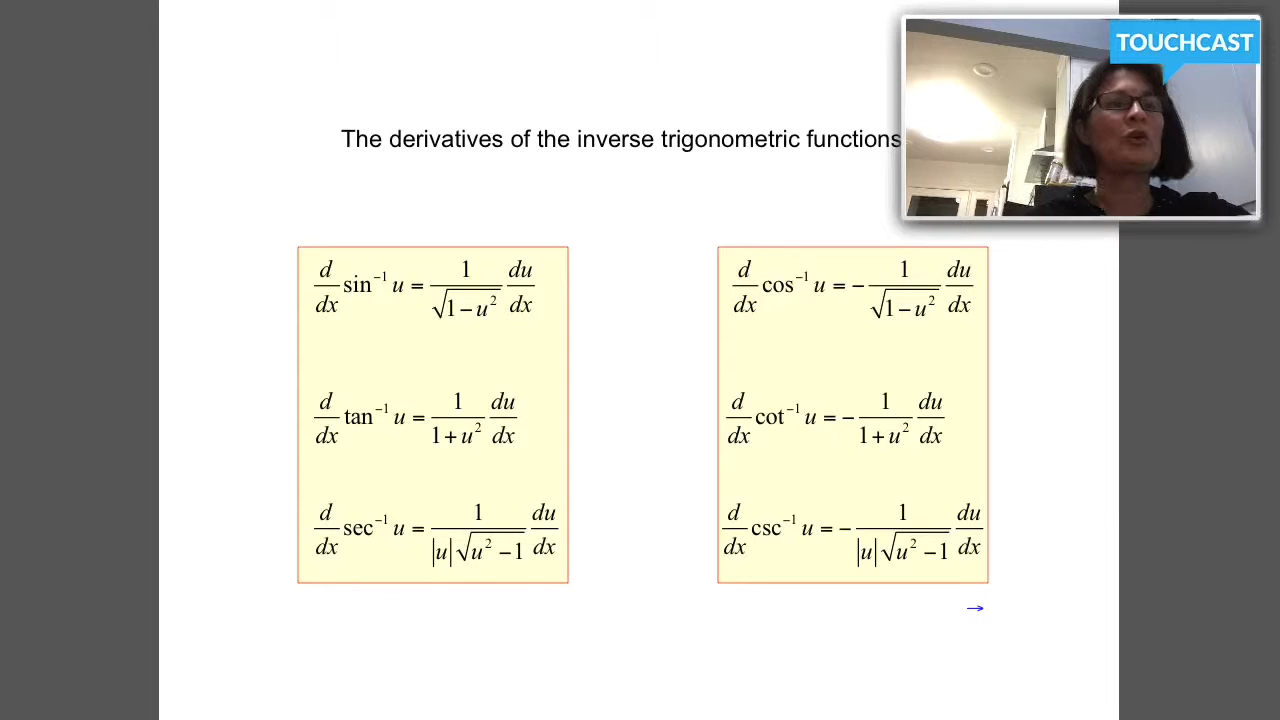 TOUCHCAST
The derivatives of the inverse trigonometric functions
d/dx sin⁻¹ u = 1/√(1−u²) du/dx
d/dx cos⁻¹ u = − 1/√(1−u²) du/dx
d/dx tan⁻¹ u = 1/(1+u²) du/dx
d/dx cot⁻¹ u = − 1/(1+u²) du/dx
d/dx sec⁻¹ u = 1/(|u|√(u²−1)) du/dx
d/dx csc⁻¹ u = − 1/(|u|√(u²−1)) du/dx
→